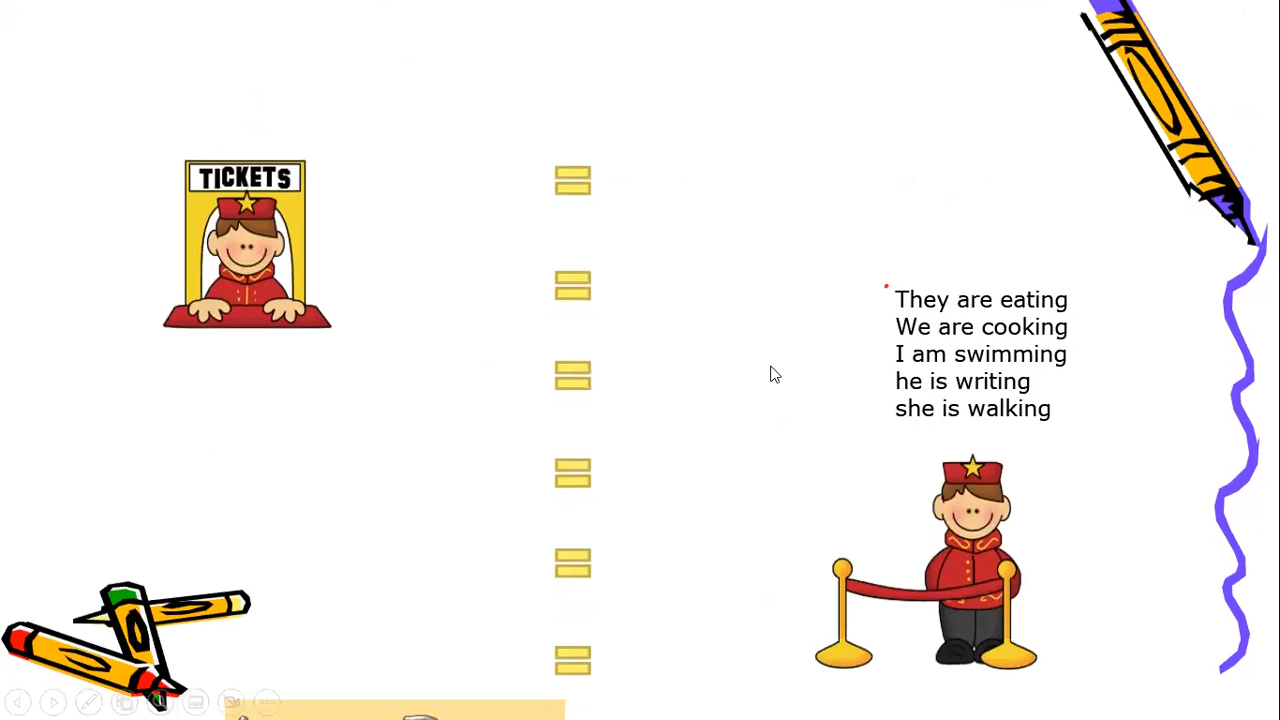 TICKETS
They are eating
We are cooking
I am swimming
he is writing
she is walking